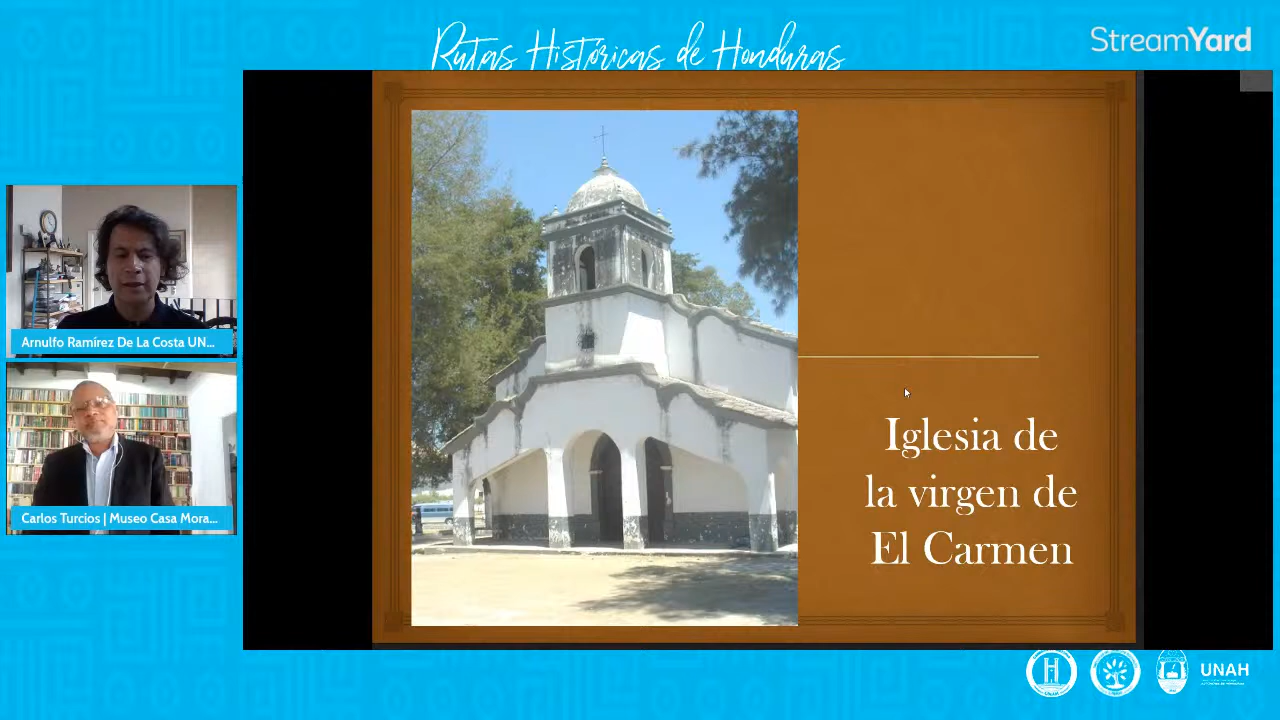 Rutas Históricas de Honduras
StreamYard
Arnulfo Ramírez De La Costa UN...
Carlos Turcios | Museo Casa Mora...
Iglesia de
la virgen de
El Carmen
UNAH